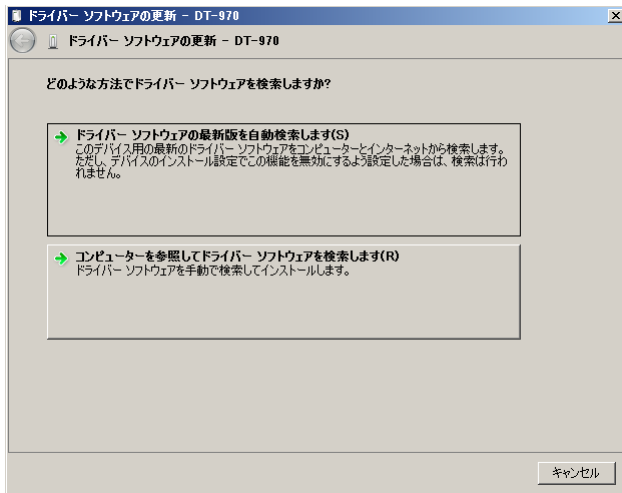 ドライバー ソフトウェアの更新 - DT-970
ドライバー ソフトウェアの更新 - DT-970
どのような方法でドライバー ソフトウェアを検索しますか?
ドライバー ソフトウェアの最新版を自動検索します(S)
このデバイス用の最新のドライバー ソフトウェアをコンピューターとインターネットから検索します。
ただし、デバイスのインストール設定でこの機能を無効にするよう設定した場合は、検索は行わ
れません。
コンピューターを参照してドライバー ソフトウェアを検索します(R)
ドライバー ソフトウェアを手動で検索してインストールします。
キャンセル